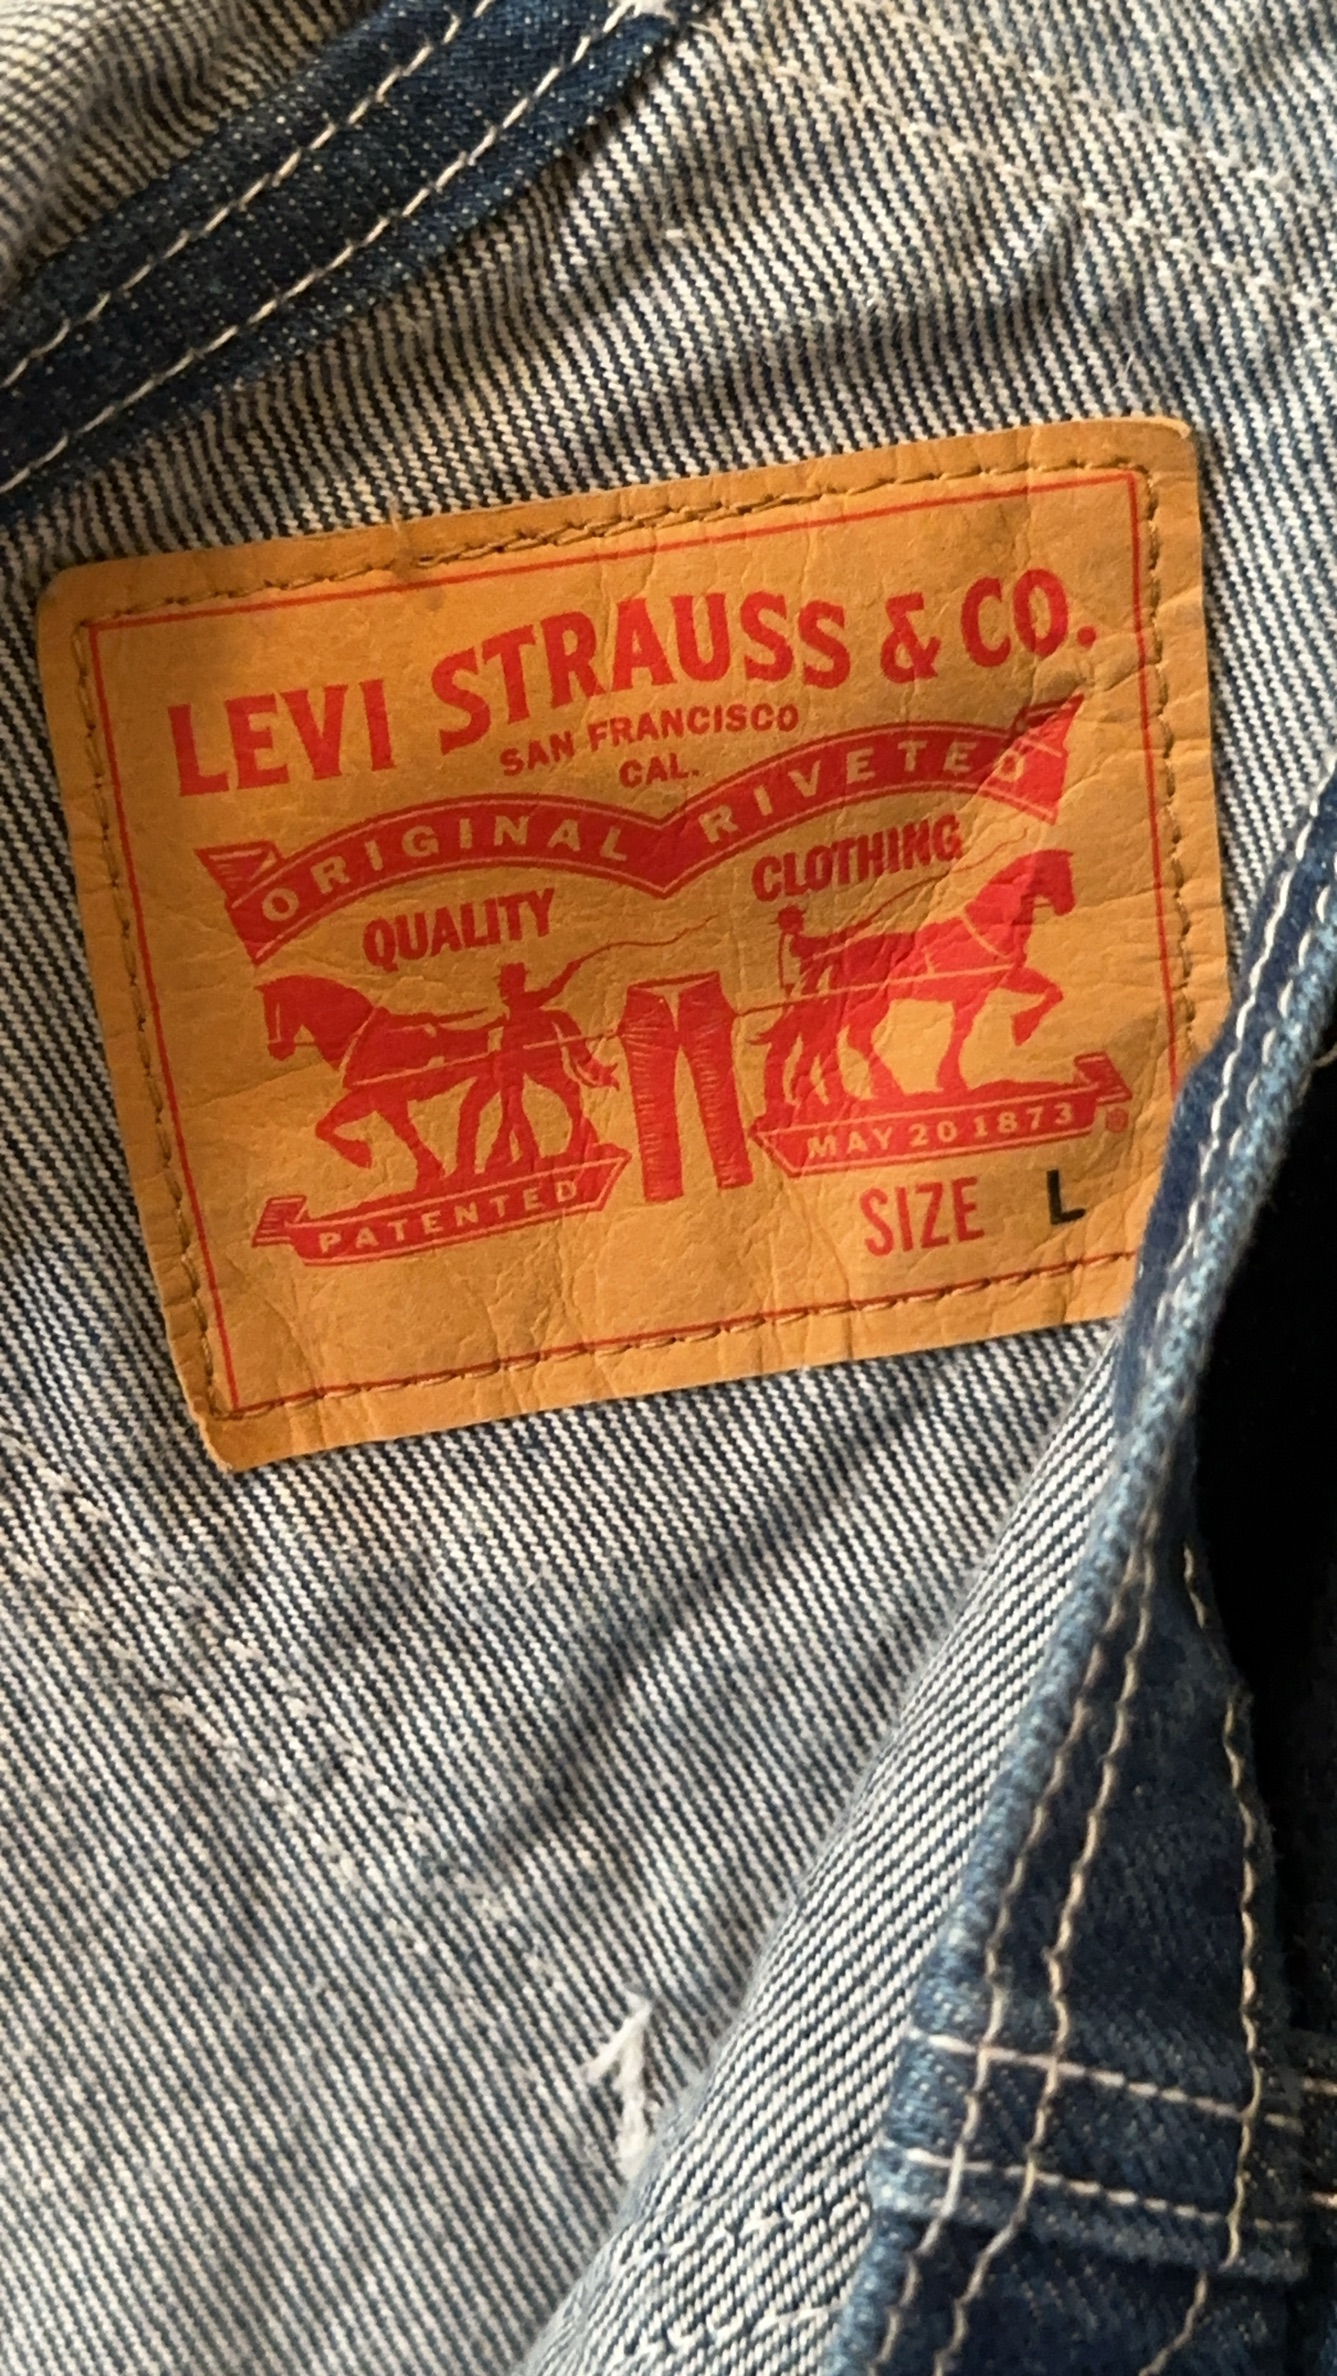 LEVI STRAUSS & CO.
SAN FRANCISCO
CAL.
ORIGINAL RIVETED
QUALITY CLOTHING
PATENTED MAY 20 1873 ®
SIZE L